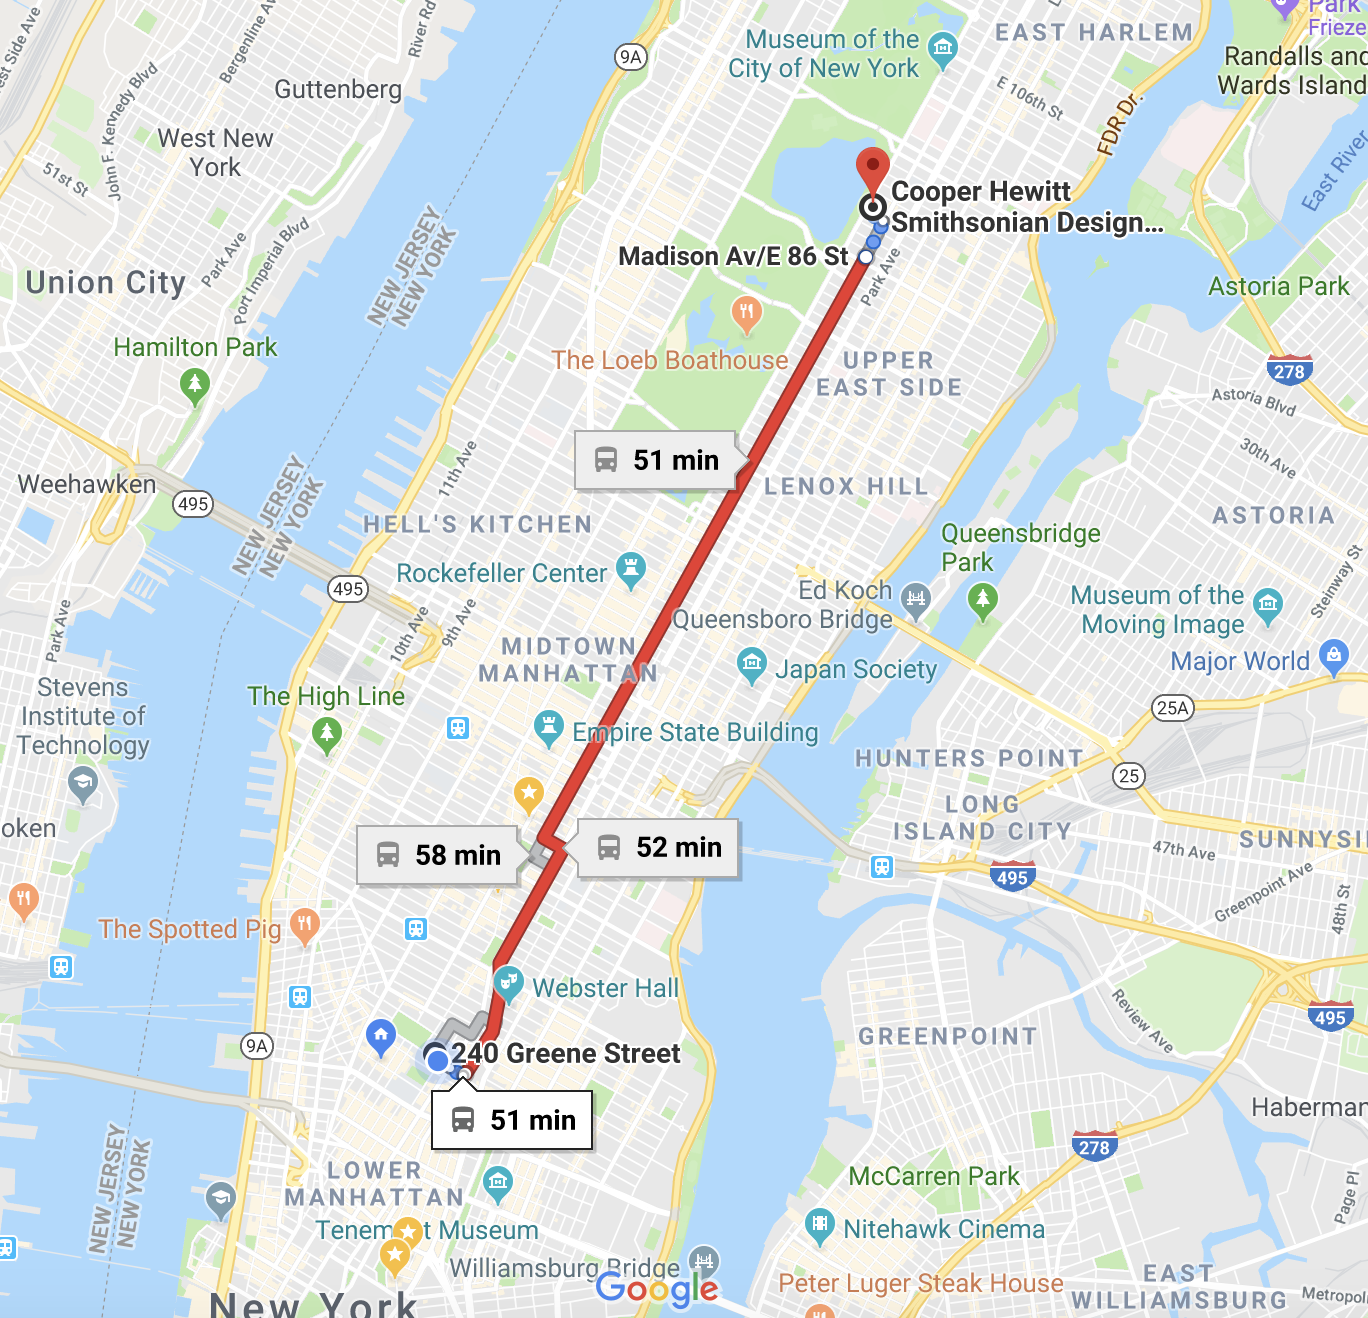 Park
Frieze
Museum of the
City of New York
9A
EAST HARLEM
River Rd
Bergenline Av
Randalls and
Wards Island
Guttenberg
E 106th St
FDR Dr.
John F. Kennedy Blvd
West New
York
51st St
East River
Cooper Hewitt
Smithsonian Design...
Madison Av/E 86 St
Park Ave
NEW JERSEY
NEW YORK
Park Ave
Port Imperial Blvd
Union City
Astoria Park
Hamilton Park
The Loeb Boathouse
UPPER
EAST SIDE
278
Astoria Blvd
30th Ave
51 min
11th Ave
LENOX HILL
Weehawken
495
NEW JERSEY
NEW YORK
HELL'S KITCHEN
ASTORIA
Queensbridge
Park
Rockefeller Center
495
Ed Koch
Queensboro Bridge
Steinway St
Museum of the
Moving Image
Park Ave
10th Ave
9th Ave
MIDTOWN
MANHATTAN
Japan Society
Major World
Stevens
Institute of
Technology
The High Line
25A
Empire State Building
HUNTERS POINT
25
LONG
ISLAND CITY
oken
58 min
52 min
SUNNYSI
47th Ave
495
Greenpoint Ave
48th St
The Spotted Pig
Webster Hall
Review Ave
495
9A
GREENPOINT
240 Greene Street
51 min
Haberman
278
NEW JERSEY
NEW YORK
LOWER
MANHATTAN
McCarren Park
Page Pl
Tenem t Museum
Nitehawk Cinema
Williamsburg Bridge
Google
Peter Luger Steak House
EAST
WILLIAMSBURG
Metropol
New York